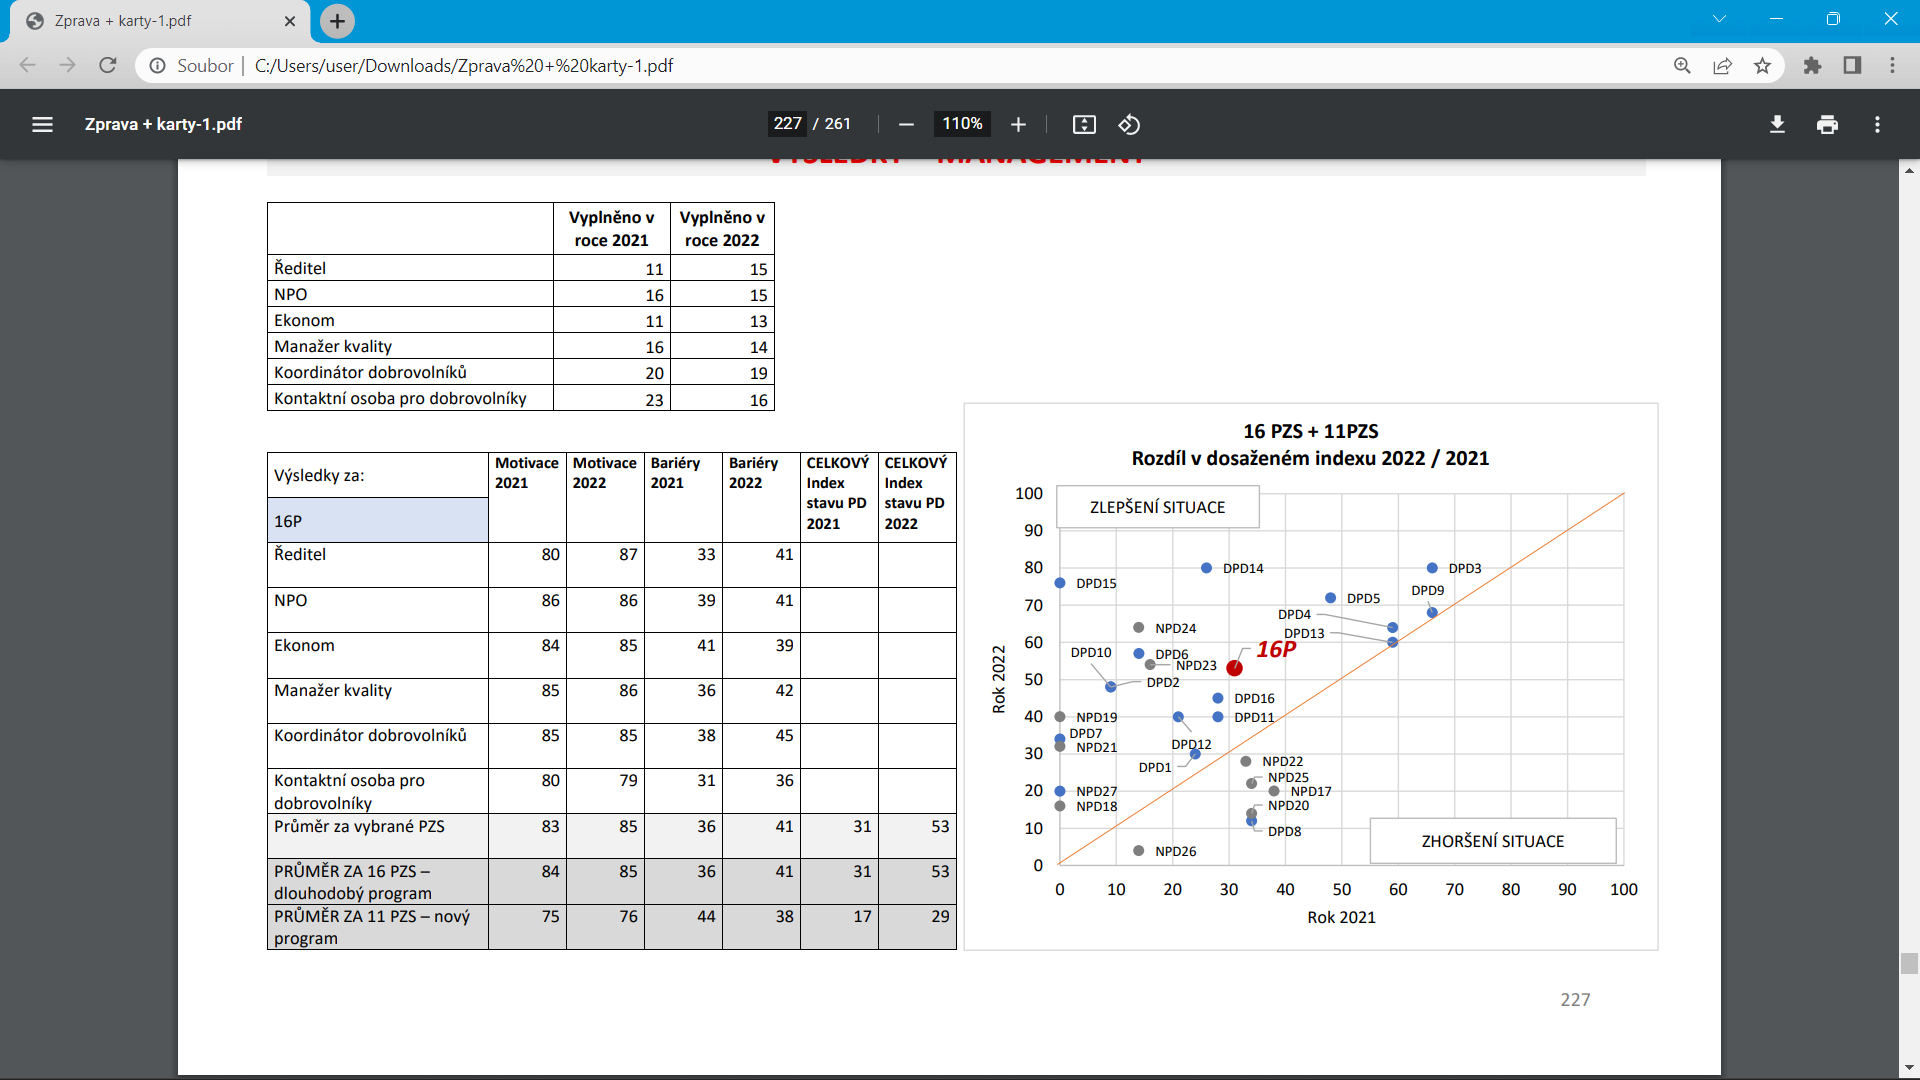 Zprava + karty-1.pdf
Soubor | C:/Users/user/Downloads/Zprava%20+%20karty-1.pdf
Zprava + karty-1.pdf
227 / 261
110%
VÝSLEDKY – MANAGEMENT
Vyplněno v roce 2021 Vyplněno v roce 2022
Ředitel 11 15
NPO 16 15
Ekonom 11 13
Manažer kvality 16 14
Koordinátor dobrovolníků 20 19
Kontaktní osoba pro dobrovolníky 23 16
Výsledky za: Motivace 2021 Motivace 2022 Bariéry 2021 Bariéry 2022 CELKOVÝ Index stavu PD 2021 CELKOVÝ Index stavu PD 2022
16P
Ředitel 80 87 33 41
NPO 86 86 39 41
Ekonom 84 85 41 39
Manažer kvality 85 86 36 42
Koordinátor dobrovolníků 85 85 38 45
Kontaktní osoba pro
dobrovolníky 80 79 31 36
Průměr za vybrané PZS 83 85 36 41 31 53
PRŮMĚR ZA 16 PZS –
dlouhodobý program 84 85 36 41 31 53
PRŮMĚR ZA 11 PZS – nový
program 75 76 44 38 17 29
16 PZS + 11PZS
Rozdíl v dosaženém indexu 2022 / 2021
ZLEPŠENÍ SITUACE
100
90
80
70
60
50
40
30
20
10
0
Rok 2022
DPD15
DPD14
DPD3
DPD9
DPD5
DPD4
DPD13
NPD24
16P
DPD10
DPD6
NPD23
DPD2
DPD16
NPD19
DPD11
DPD7
NPD21
DPD12
DPD1
NPD22
NPD25
NPD27
NPD17
NPD18
NPD20
DPD8
NPD26
ZHORŠENÍ SITUACE
0 10 20 30 40 50 60 70 80 90 100
Rok 2021
227